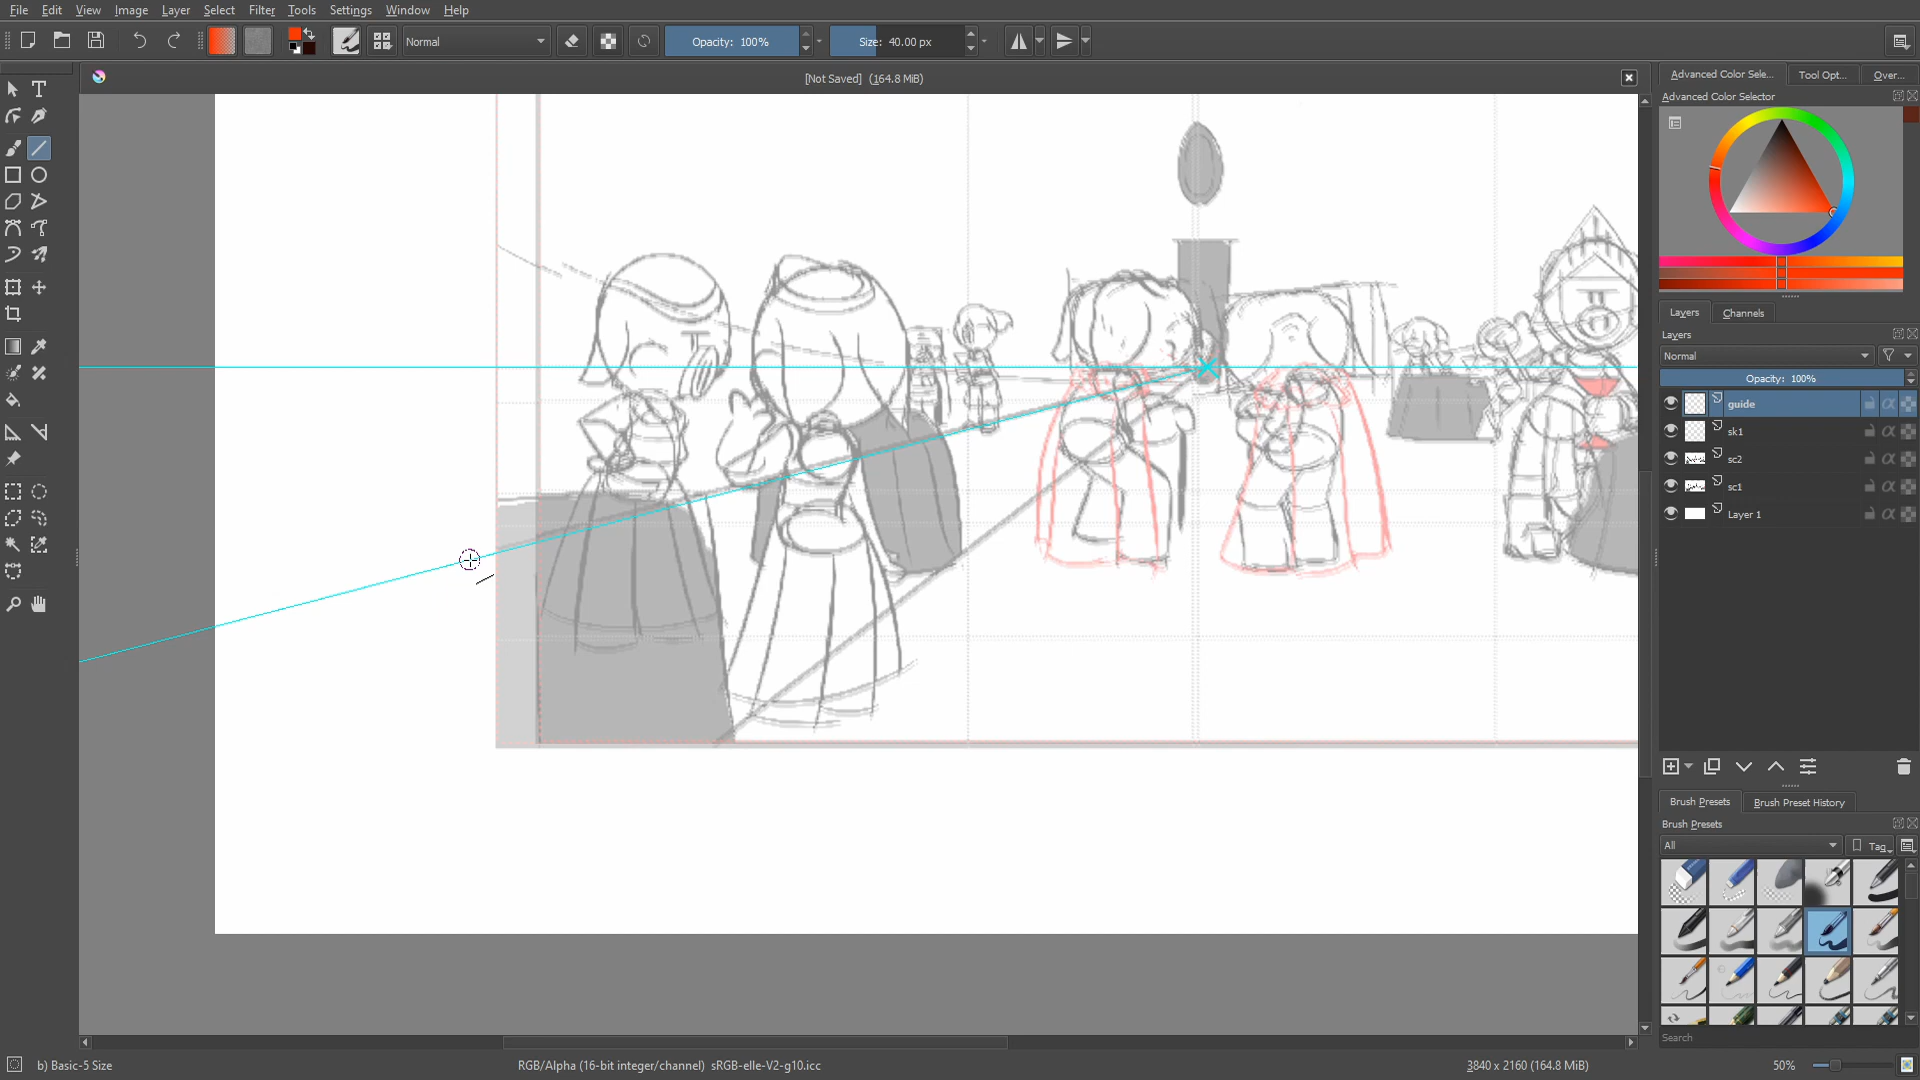 File Edit View Image Layer Select Filter Tools Settings Window Help
Normal
Opacity: 100%
Size: 40.00 px
[Not Saved] (164.8 MiB)
Advanced Color Sele...
Tool Opt...
Over...
Advanced Color Selector
Layers
Channels
Layers
Normal
Opacity: 100%
guide
sk1
sc2
sc1
Layer 1
Brush Presets
Brush Preset History
Brush Presets
All
Tag
Search
b) Basic-5 Size
RGB/Alpha (16-bit integer/channel) sRGB-elle-V2-g10.icc
3840 x 2160 (164.8 MiB)
50%